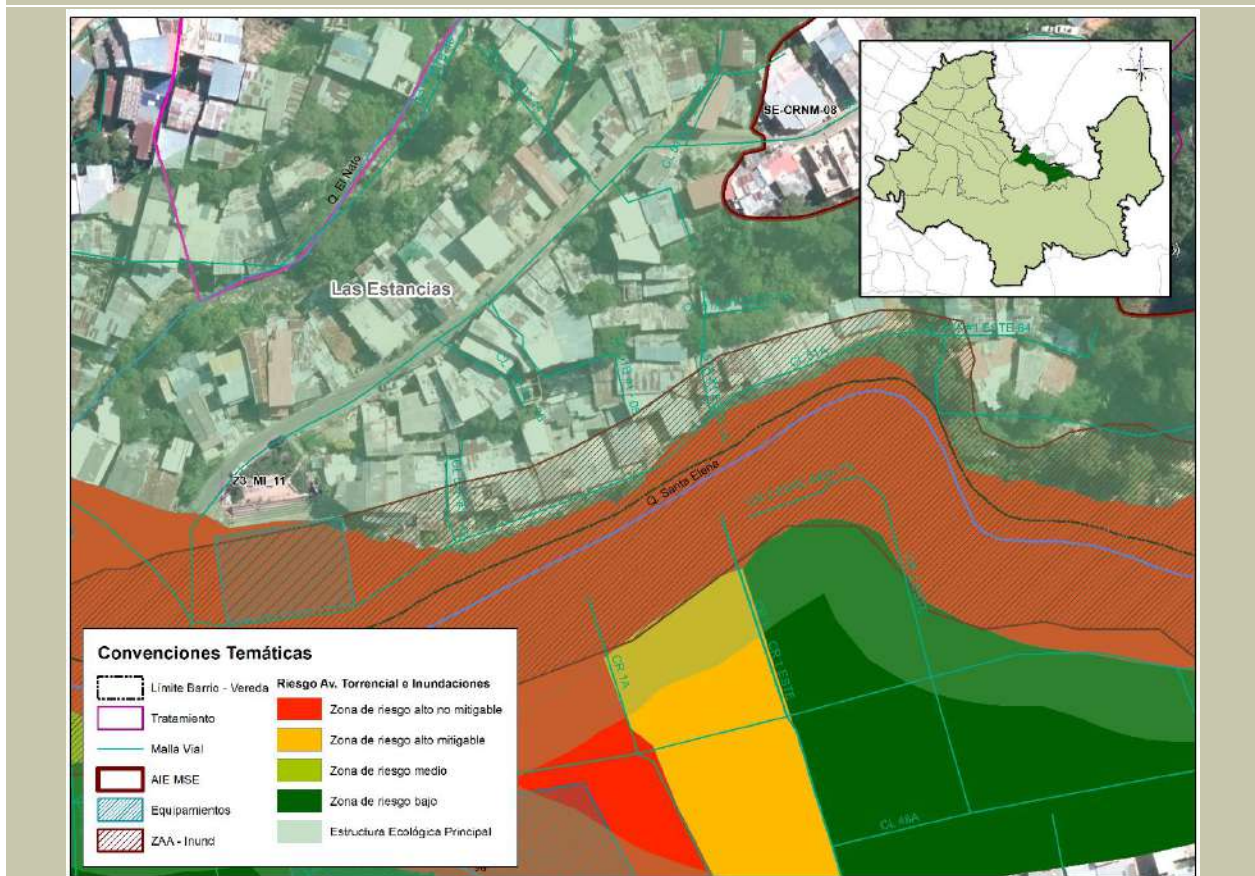 SE-CRNM-08
Q. El Nato
Las Estancias
Z3_MI_11
Q. Santa Elena
CL 51A
CR 1A
CR 1 ESTE
CL 48A
Convenciones Temáticas
Límite Barrio - Vereda
Tratamiento
Malla Vial
AIE MSE
Equipamientos
ZAA - Inund
Riesgo Av. Torrencial e Inundaciones
Zona de riesgo alto no mitigable
Zona de riesgo alto mitigable
Zona de riesgo medio
Zona de riesgo bajo
Estructura Ecológica Principal